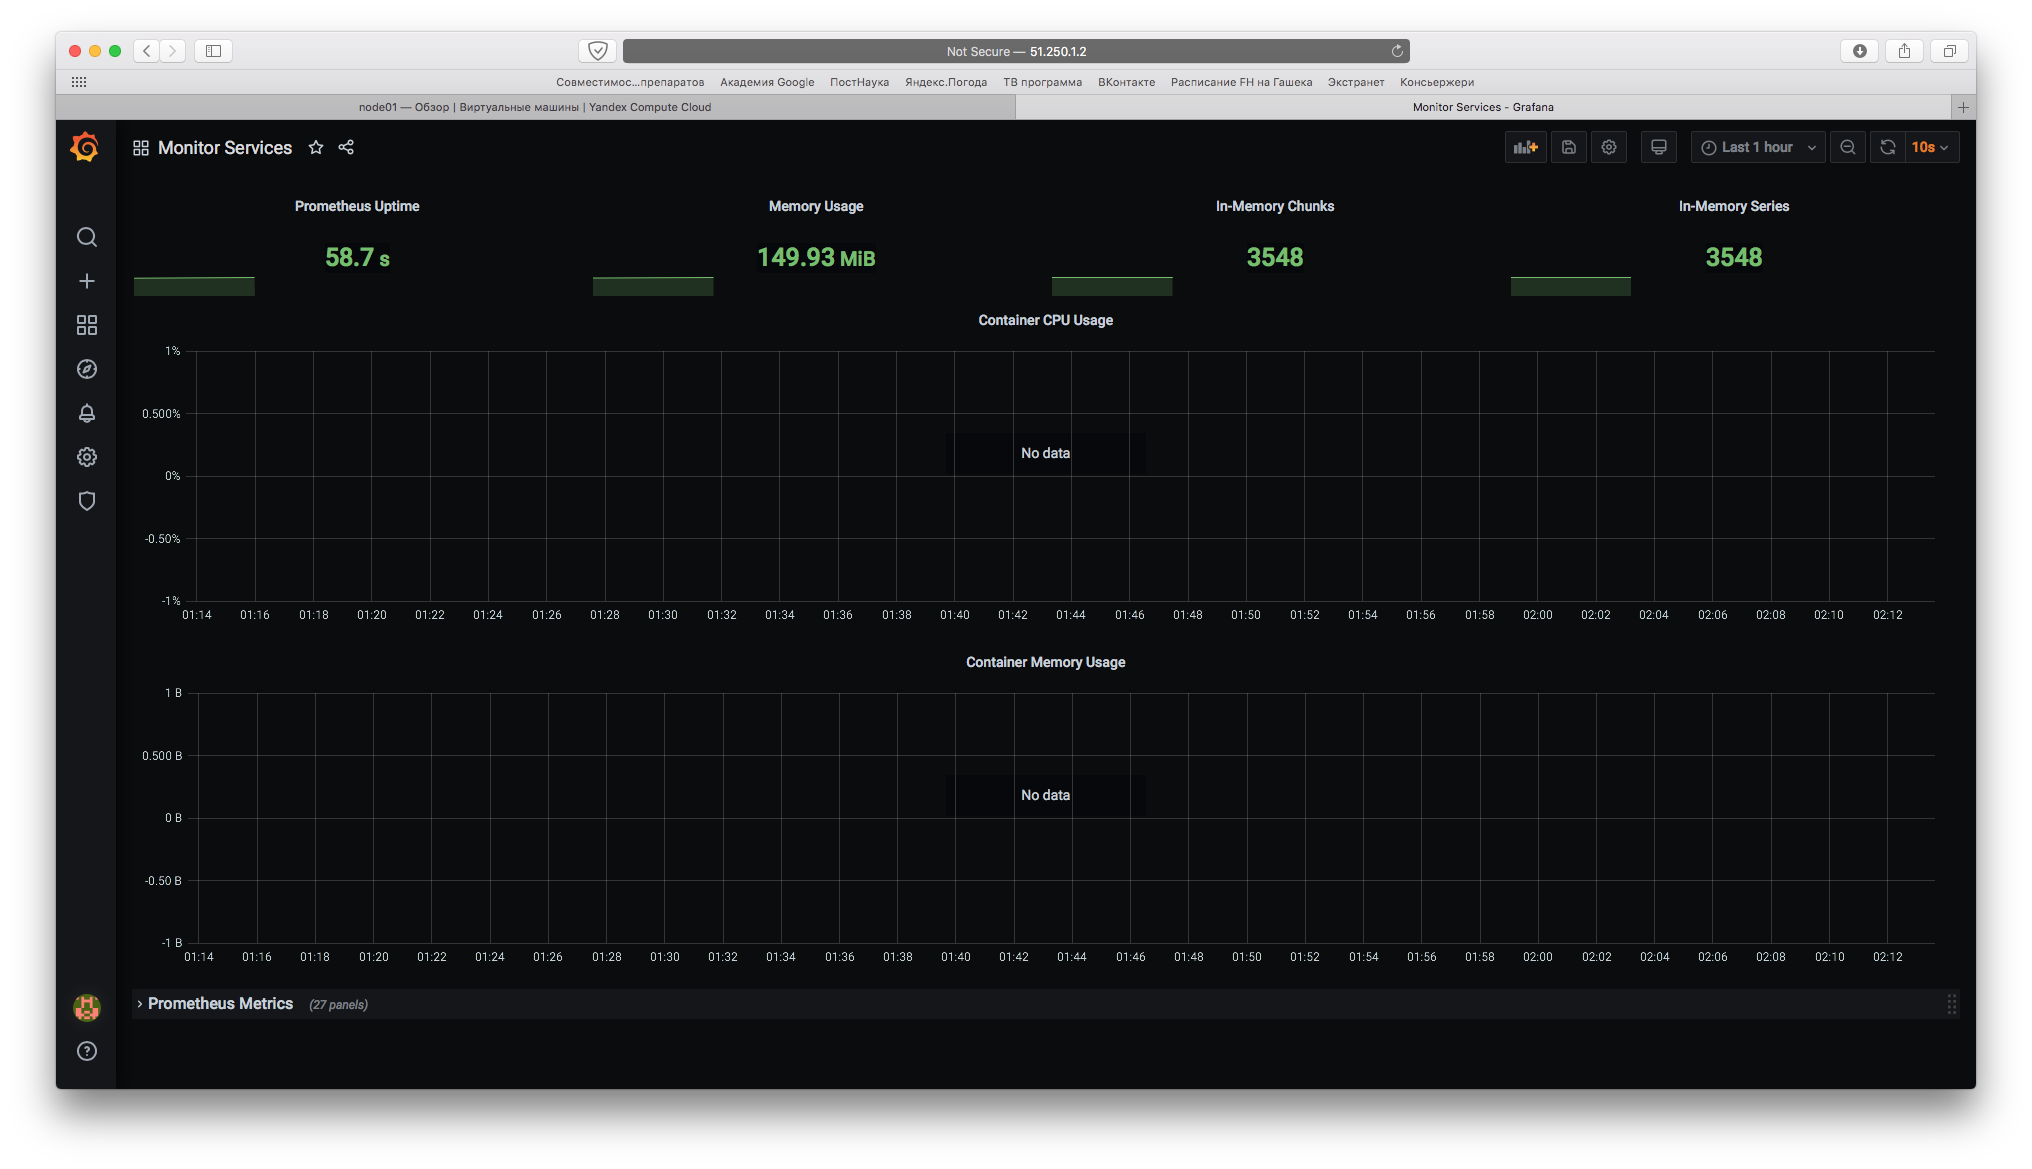 Not Secure — 51.250.1.2
Совместимос...препаратов Академия Google ПостНаука Яндекс.Погода ТВ программа ВКонтакте Расписание FH на Гашека Экстранет Консьержери
node01 — Обзор | Виртуальные машины | Yandex Compute Cloud Monitor Services - Grafana
Monitor Services Last 1 hour 10s
Prometheus Uptime Memory Usage In-Memory Chunks In-Memory Series
58.7 s 149.93 MiB 3548 3548
Container CPU Usage
1%
0.500%
No data
0%
-0.50%
-1%
01:14 01:16 01:18 01:20 01:22 01:24 01:26 01:28 01:30 01:32 01:34 01:36 01:38 01:40 01:42 01:44 01:46 01:48 01:50 01:52 01:54 01:56 01:58 02:00 02:02 02:04 02:06 02:08 02:10 02:12
Container Memory Usage
1 B
0.500 B
No data
0 B
-0.50 B
-1 B
01:14 01:16 01:18 01:20 01:22 01:24 01:26 01:28 01:30 01:32 01:34 01:36 01:38 01:40 01:42 01:44 01:46 01:48 01:50 01:52 01:54 01:56 01:58 02:00 02:02 02:04 02:06 02:08 02:10 02:12
Prometheus Metrics (27 panels)